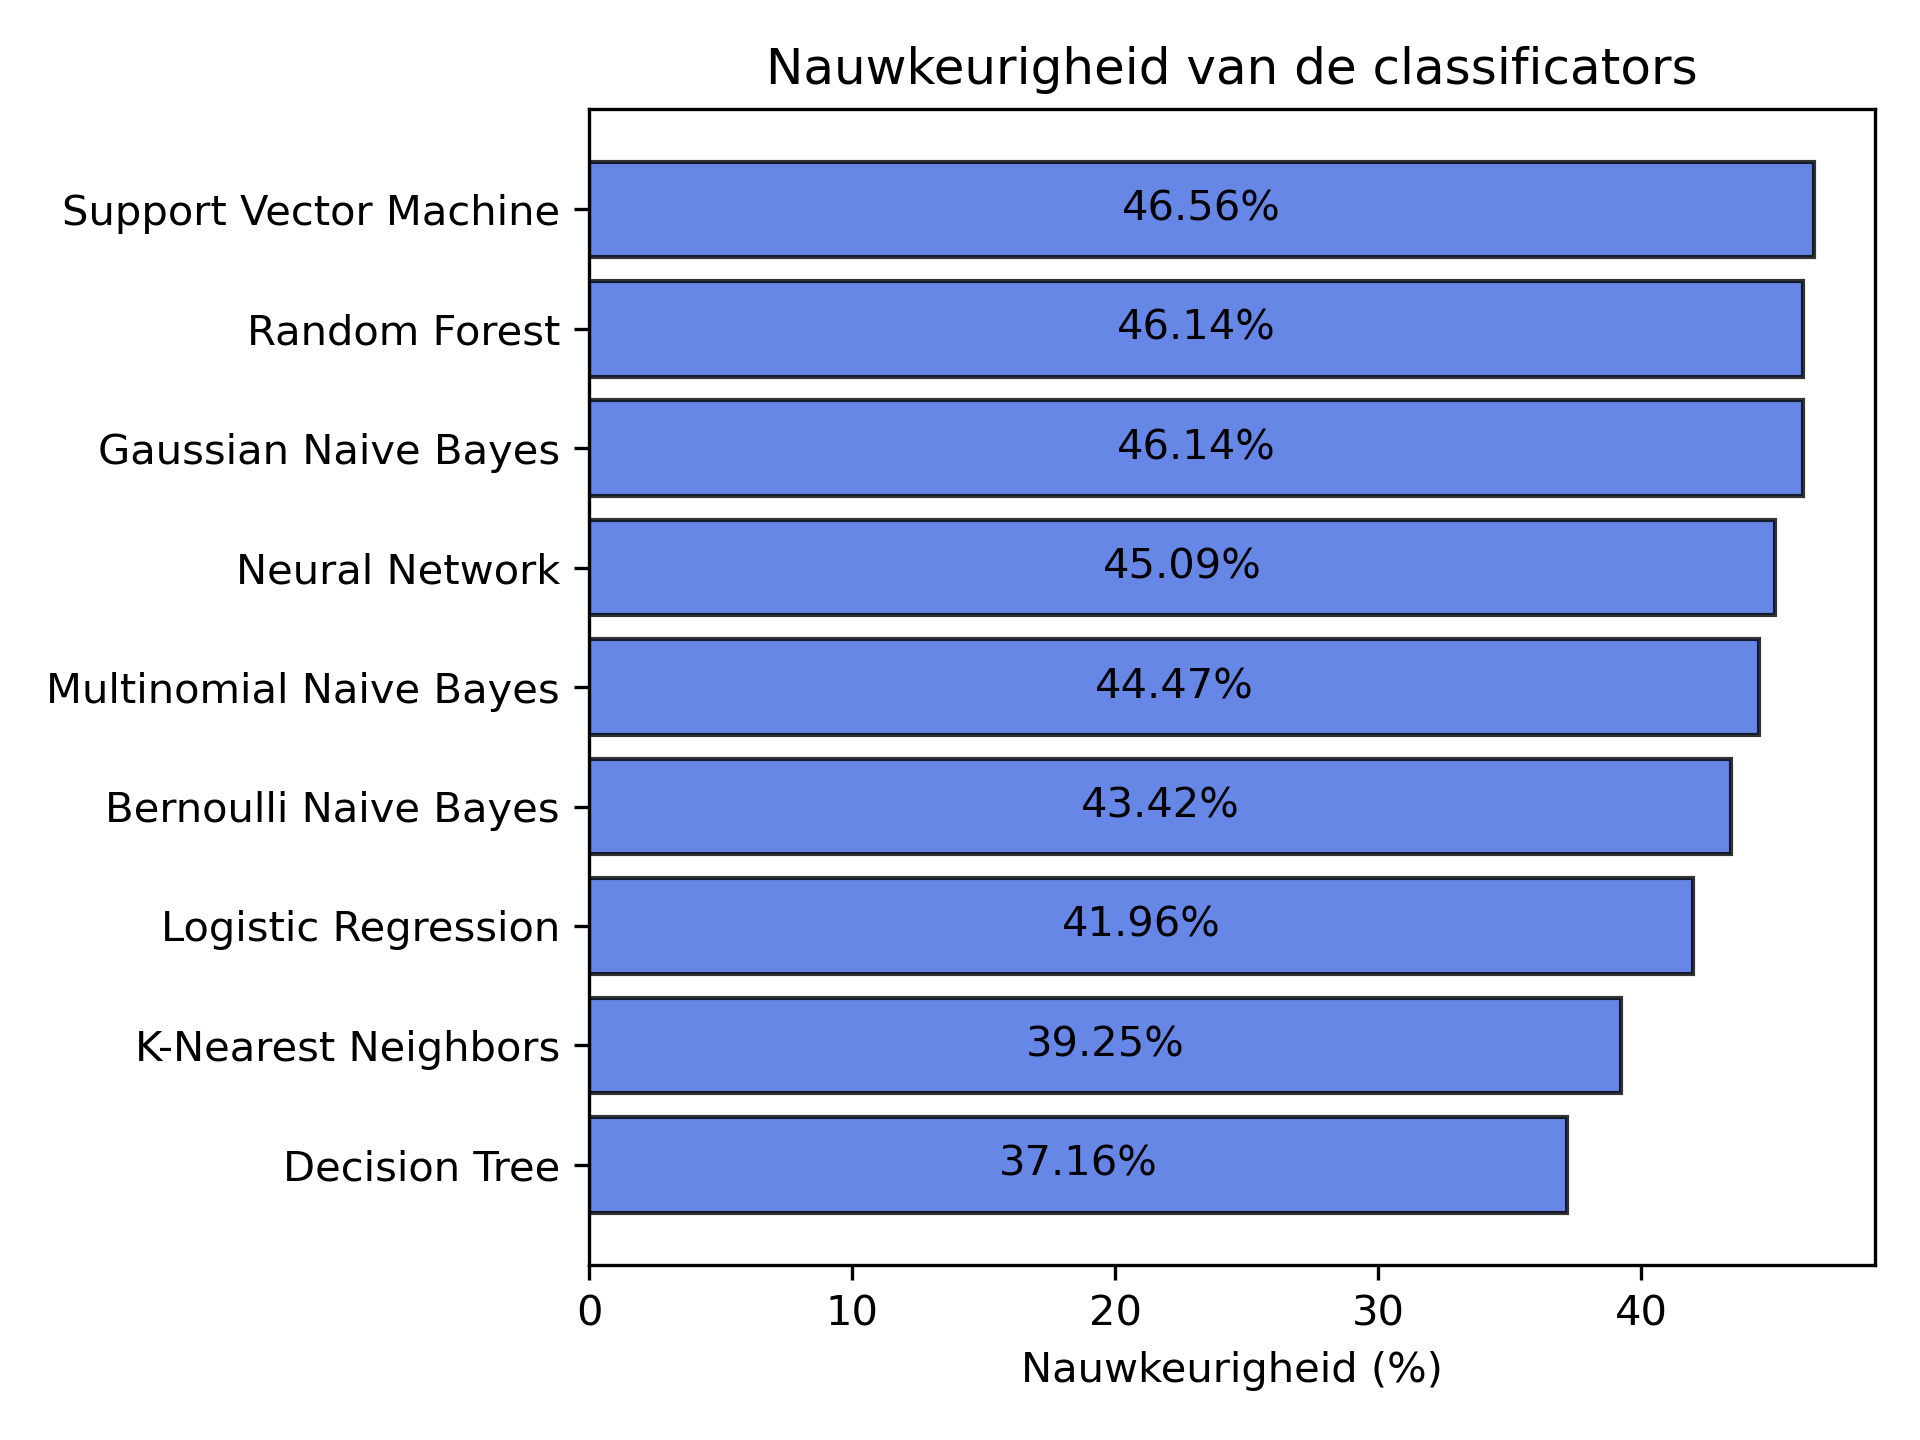 Nauwkeurigheid van de classificators
Support Vector Machine 46.56%
Random Forest 46.14%
Gaussian Naive Bayes 46.14%
Neural Network 45.09%
Multinomial Naive Bayes 44.47%
Bernoulli Naive Bayes 43.42%
Logistic Regression 41.96%
K-Nearest Neighbors 39.25%
Decision Tree 37.16%
0 10 20 30 40
Nauwkeurigheid (%)